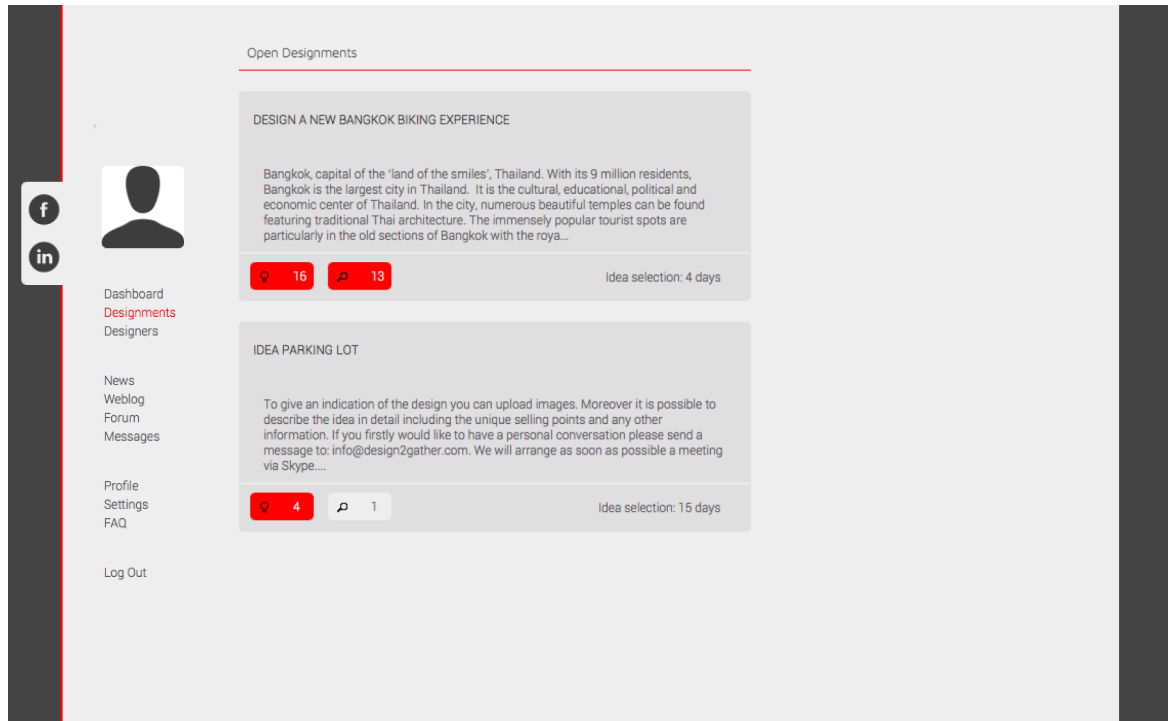 Open Designments
DESIGN A NEW BANGKOK BIKING EXPERIENCE
Bangkok, capital of the ‘land of the smiles’, Thailand. With its 9 million residents,
Bangkok is the largest city in Thailand.  It is the cultural, educational, political and
economic center of Thailand. In the city, numerous beautiful temples can be found
featuring traditional Thai architecture. The immensely popular tourist spots are
particularly in the old sections of Bangkok with the roya...
16
13
Idea selection: 4 days
IDEA PARKING LOT
To give an indication of the design you can upload images. Moreover it is possible to
describe the idea in detail including the unique selling points and any other
information. If you firstly would like to have a personal conversation please send a
message to: info@design2gather.com. We will arrange as soon as possible a meeting
via Skype....
4
1
Idea selection: 15 days
f
in
Dashboard
Designments
Designers
News
Weblog
Forum
Messages
Profile
Settings
FAQ
Log Out